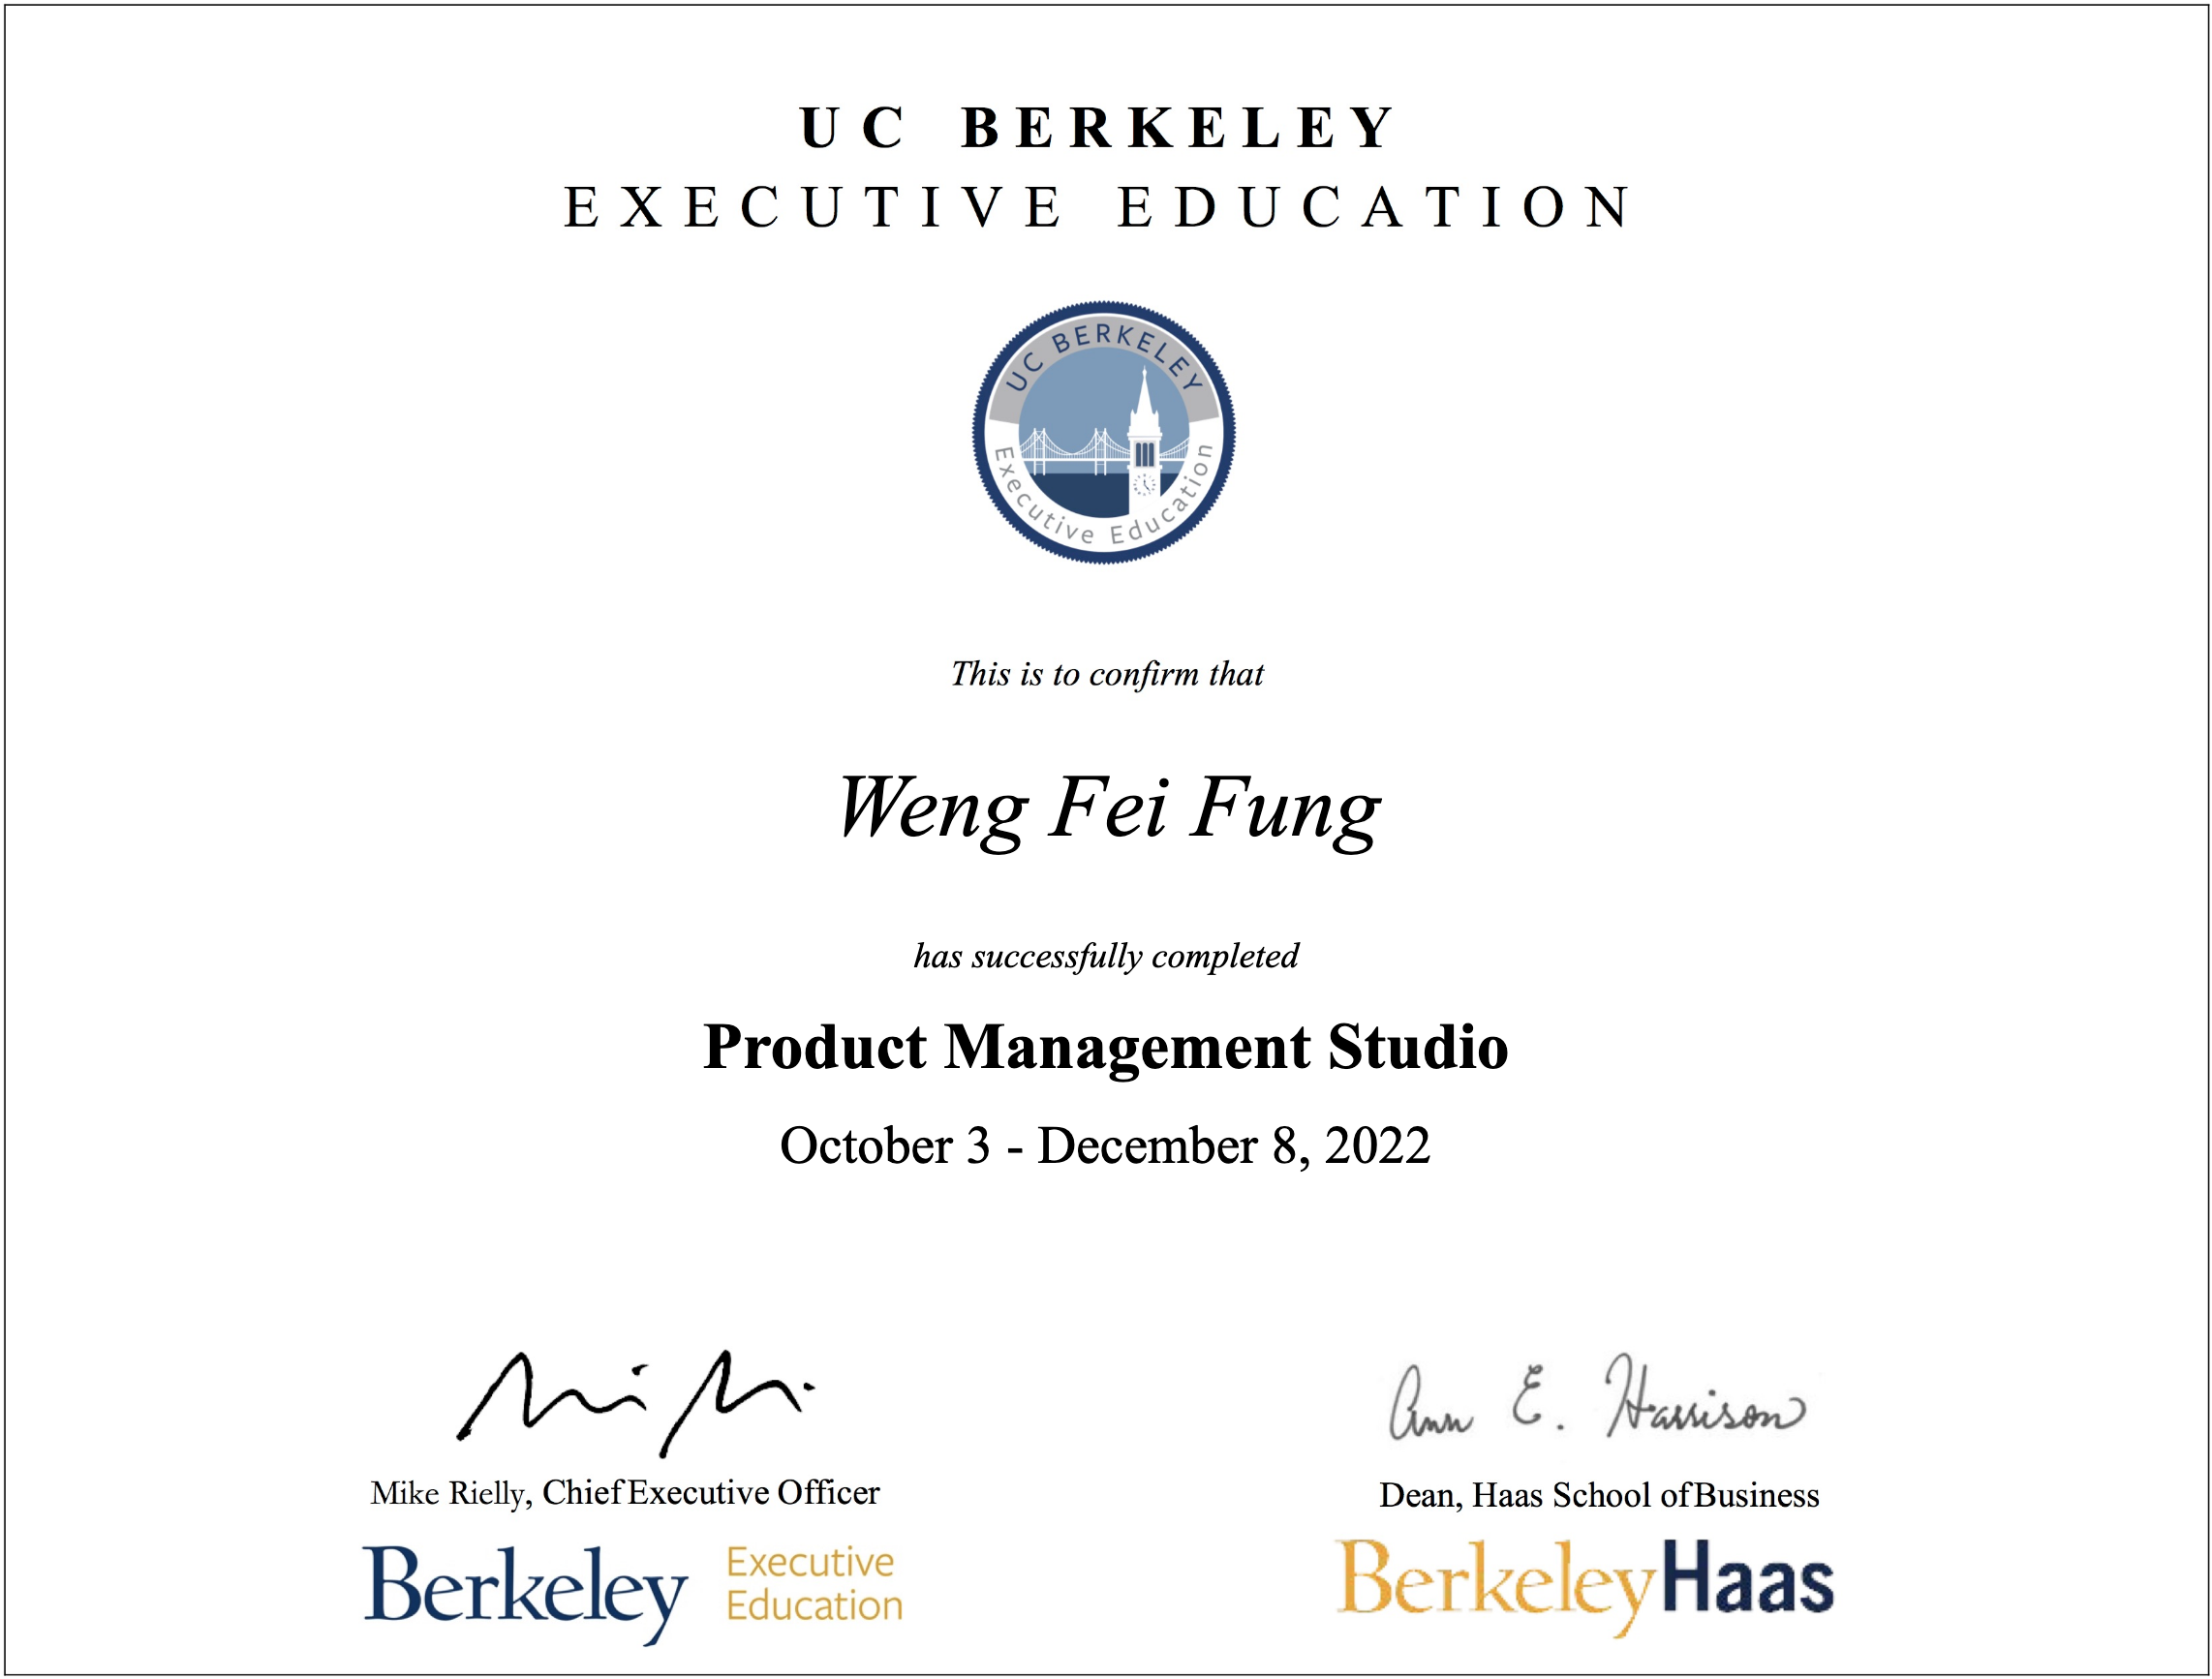 UC BERKELEY
EXECUTIVE EDUCATION
UC BERKELEY
Executive Education
This is to confirm that
Weng Fei Fung
has successfully completed
Product Management Studio
October 3 - December 8, 2022
Ann E. Harrison
Mike Rielly, Chief Executive Officer
Dean, Haas School of Business
Berkeley
Executive
Education
BerkeleyHaas